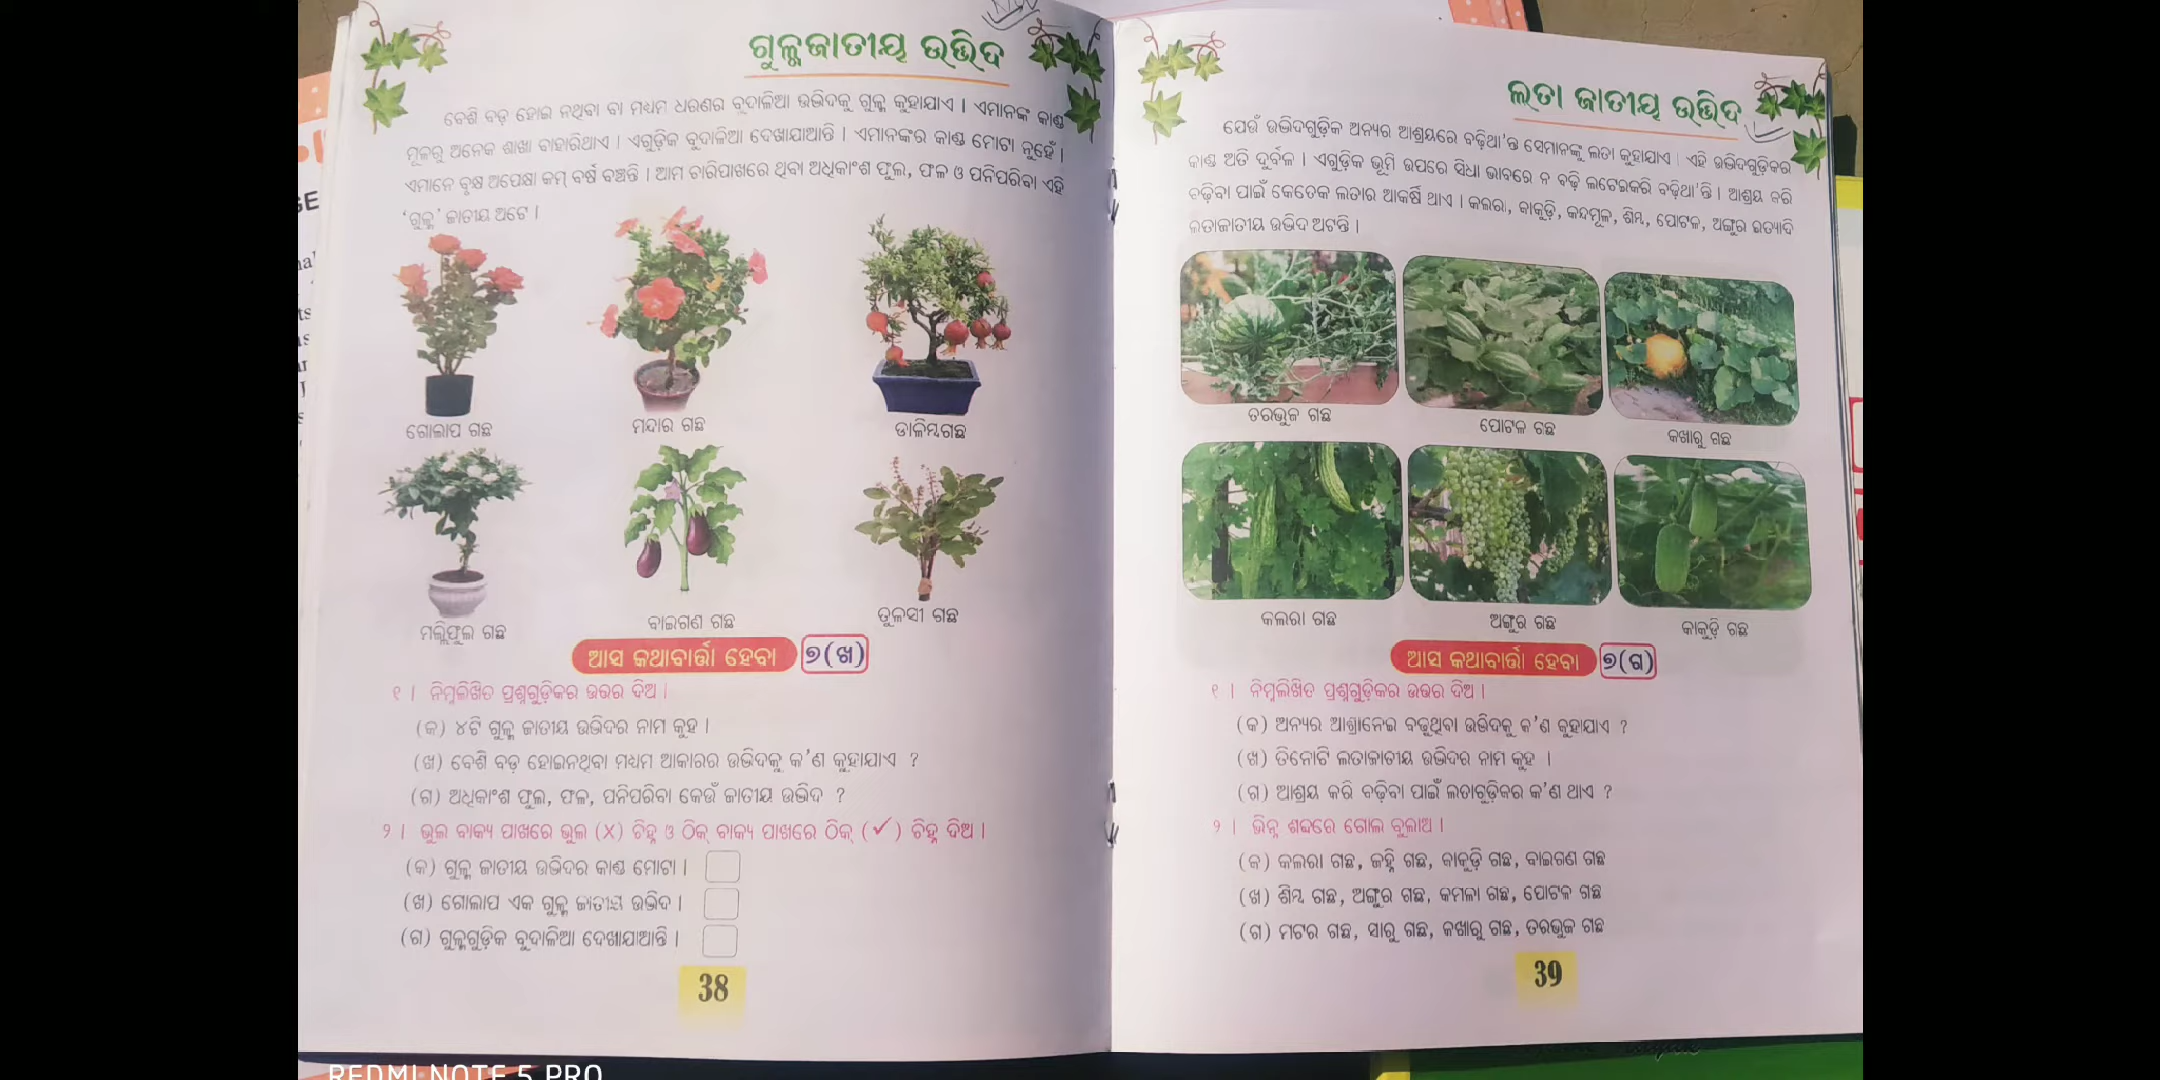 ଗୁଳ୍ମଜାତୀୟ ଉଦ୍ଭିଦ
ବେଶି ବଡ଼ ହୋଇ ନଥିବା ବା ମଧ୍ୟମ ଧରଣର ବୁଦାଳିଆ ଉଦ୍ଭିଦକୁ ଗୁଳ୍ମ କୁହାଯାଏ । ଏମାନଙ୍କ କାଣ୍ଡ
ମୂଳରୁ ଅନେକ ଶାଖା ବାହାରିଥାଏ । ଏଗୁଡ଼ିକ ବୁଦାଳିଆ ଦେଖାଯାଆନ୍ତି । ଏମାନଙ୍କର କାଣ୍ଡ ମୋଟା ନୁହେଁ ।
ଏମାନେ ବୃକ୍ଷ ଅପେକ୍ଷା କମ୍ ବର୍ଷ ବଞ୍ଚନ୍ତି । ଆମ ଚାରିପାଖରେ ଥିବା ଅଧିକାଂଶ ଫୁଲ, ଫଳ ଓ ପନିପରିବା ଏହି
‘ଗୁଳ୍ମ’ ଜାତୀୟ ଅଟେ ।
ଗୋଲାପ ଗଛ
ମନ୍ଦାର ଗଛ
ଡାଳିମ୍ବଗଛ
ମଲ୍ଲିଫୁଲ ଗଛ
ବାଇଗଣ ଗଛ
ତୁଳସୀ ଗଛ
ଆସ କଥାବାର୍ତ୍ତା ହେବା ୭(ଖ)
୧ । ନିମ୍ନଲିଖିତ ପ୍ରଶ୍ନଗୁଡ଼ିକର ଉତ୍ତର ଦିଅ ।
(କ) ୪ଟି ଗୁଳ୍ମ ଜାତୀୟ ଉଦ୍ଭିଦର ନାମ କୁହ ।
(ଖ) ବେଶି ବଡ଼ ହୋଇନଥିବା ମଧ୍ୟମ ଆକାରର ଉଦ୍ଭିଦକୁ କ’ଣ କୁହାଯାଏ ?
(ଗ) ଅଧିକାଂଶ ଫୁଲ, ଫଳ, ପନିପରିବା କେଉଁ ଜାତୀୟ ଉଦ୍ଭିଦ ?
୨ । ଭୁଲ ବାକ୍ୟ ପାଖରେ ଭୁଲ (X) ଚିହ୍ନ ଓ ଠିକ୍ ବାକ୍ୟ ପାଖରେ ଠିକ୍ (✓) ଚିହ୍ନ ଦିଅ ।
(କ) ଗୁଳ୍ମ ଜାତୀୟ ଉଦ୍ଭିଦର କାଣ୍ଡ ମୋଟା ।
(ଖ) ଗୋଲାପ ଏକ ଗୁଳ୍ମ ଜାତୀୟ ଉଦ୍ଭିଦ ।
(ଗ) ଗୁଳ୍ମଗୁଡ଼ିକ ବୁଦାଳିଆ ଦେଖାଯାଆନ୍ତି ।
38
ଲତା ଜାତୀୟ ଉଦ୍ଭିଦ
ଯେଉଁ ଉଦ୍ଭିଦଗୁଡ଼ିକ ଅନ୍ୟର ଆଶ୍ରୟରେ ବଢ଼ିଥା’ନ୍ତି ସେମାନଙ୍କୁ ଲତା କୁହାଯାଏ । ଏହି ଉଦ୍ଭିଦଗୁଡ଼ିକର
କାଣ୍ଡ ଅତି ଦୁର୍ବଳ । ଏଗୁଡ଼ିକ ଭୂମି ଉପରେ ସିଧା ଭାବରେ ନ ବଢ଼ି ଲଟେଇକରି ବଢ଼ିଥା’ନ୍ତି । ଆଶ୍ରୟ କରି
ବଢ଼ିବା ପାଇଁ କେତେକ ଲତାର ଆକର୍ଷି ଥାଏ । କଲରା, କାକୁଡ଼ି, କନ୍ଦମୂଳ, ଶିମ୍ବ, ପୋଟଳ, ଅଙ୍ଗୁର ଇତ୍ୟାଦି
ଲତାଜାତୀୟ ଉଦ୍ଭିଦ ଅଟନ୍ତି ।
ତରଭୁଜ ଗଛ
ପୋଟଳ ଗଛ
କଖାରୁ ଗଛ
କଲରା ଗଛ
ଅଙ୍ଗୁର ଗଛ
କାକୁଡ଼ି ଗଛ
ଆସ କଥାବାର୍ତ୍ତା ହେବା ୭(ଗ)
୧ । ନିମ୍ନଲିଖିତ ପ୍ରଶ୍ନଗୁଡ଼ିକର ଉତ୍ତର ଦିଅ ।
(କ) ଅନ୍ୟର ଆଶ୍ରାନେଇ ବଢୁଥିବା ଉଦ୍ଭିଦକୁ କ’ଣ କୁହାଯାଏ ?
(ଖ) ତିନୋଟି ଲତାଜାତୀୟ ଉଦ୍ଭିଦର ନାମ କୁହ ।
(ଗ) ଆଶ୍ରୟ କରି ବଢ଼ିବା ପାଇଁ ଲତାଗୁଡ଼ିକର କ’ଣ ଥାଏ ?
୨ । ଭିନ୍ନ ଶବ୍ଦରେ ଗୋଲ ବୁଲାଅ ।
(କ) କଲରା ଗଛ, ଜହ୍ନି ଗଛ, କାକୁଡ଼ି ଗଛ, ବାଇଗଣ ଗଛ
(ଖ) ଶିମ୍ବ ଗଛ, ଅଙ୍ଗୁର ଗଛ, କମଳା ଗଛ, ପୋଟଳ ଗଛ
(ଗ) ମଟର ଗଛ, ସାରୁ ଗଛ, କଖାରୁ ଗଛ, ତରଭୁଜ ଗଛ
39
REDMI NOTE 5 PRO